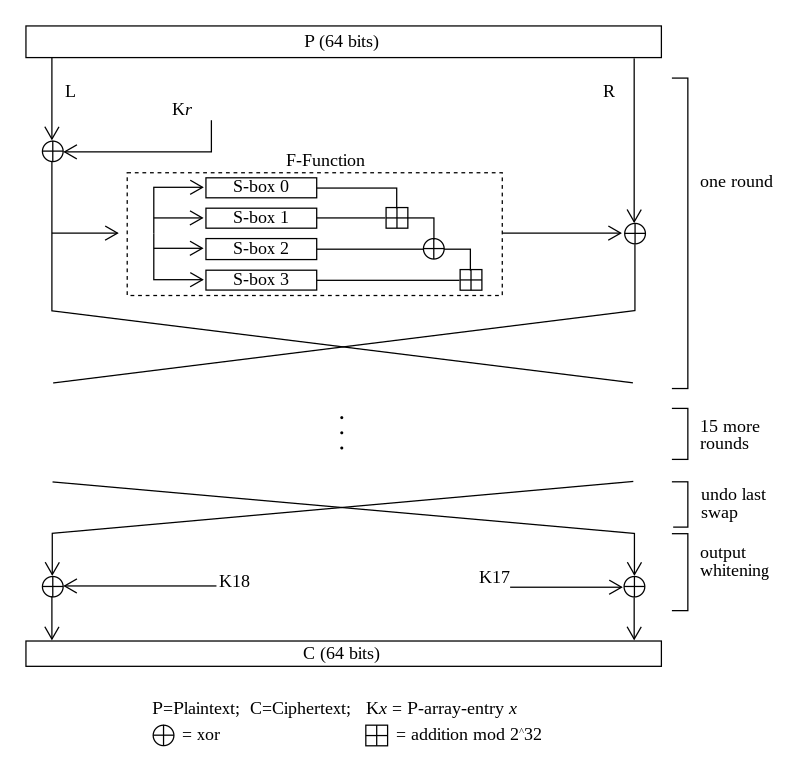 P (64 bits)
L
R
Kr
one round
F-Function
S-box 0
S-box 1
S-box 2
S-box 3
15 more
rounds
undo last
swap
output
whitening
K18
K17
C (64 bits)
P=Plaintext; C=Ciphertext; Kx = P-array-entry x
= xor
= addition mod 2^32